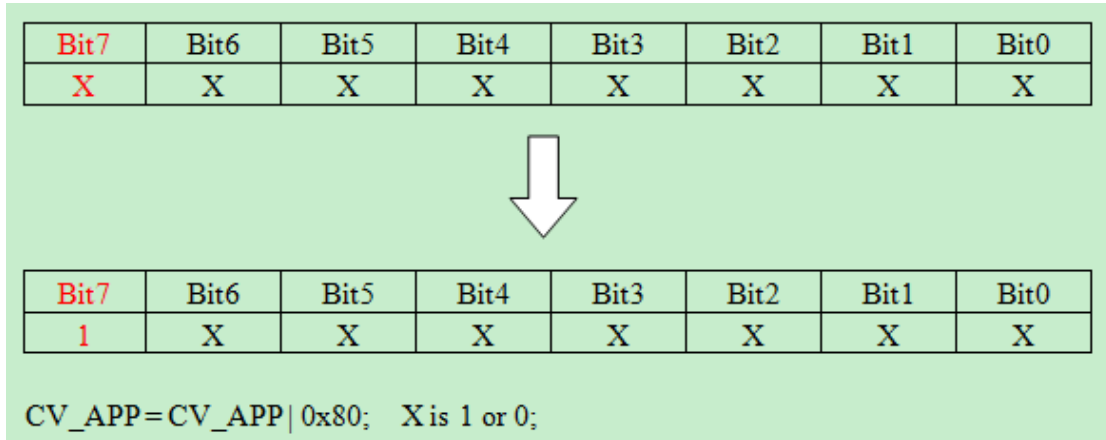 Bit7 Bit6 Bit5 Bit4 Bit3 Bit2 Bit1 Bit0
X X X X X X X X
Bit7 Bit6 Bit5 Bit4 Bit3 Bit2 Bit1 Bit0
1 X X X X X X X
CV_APP=CV_APP| 0x80; X is 1 or 0;